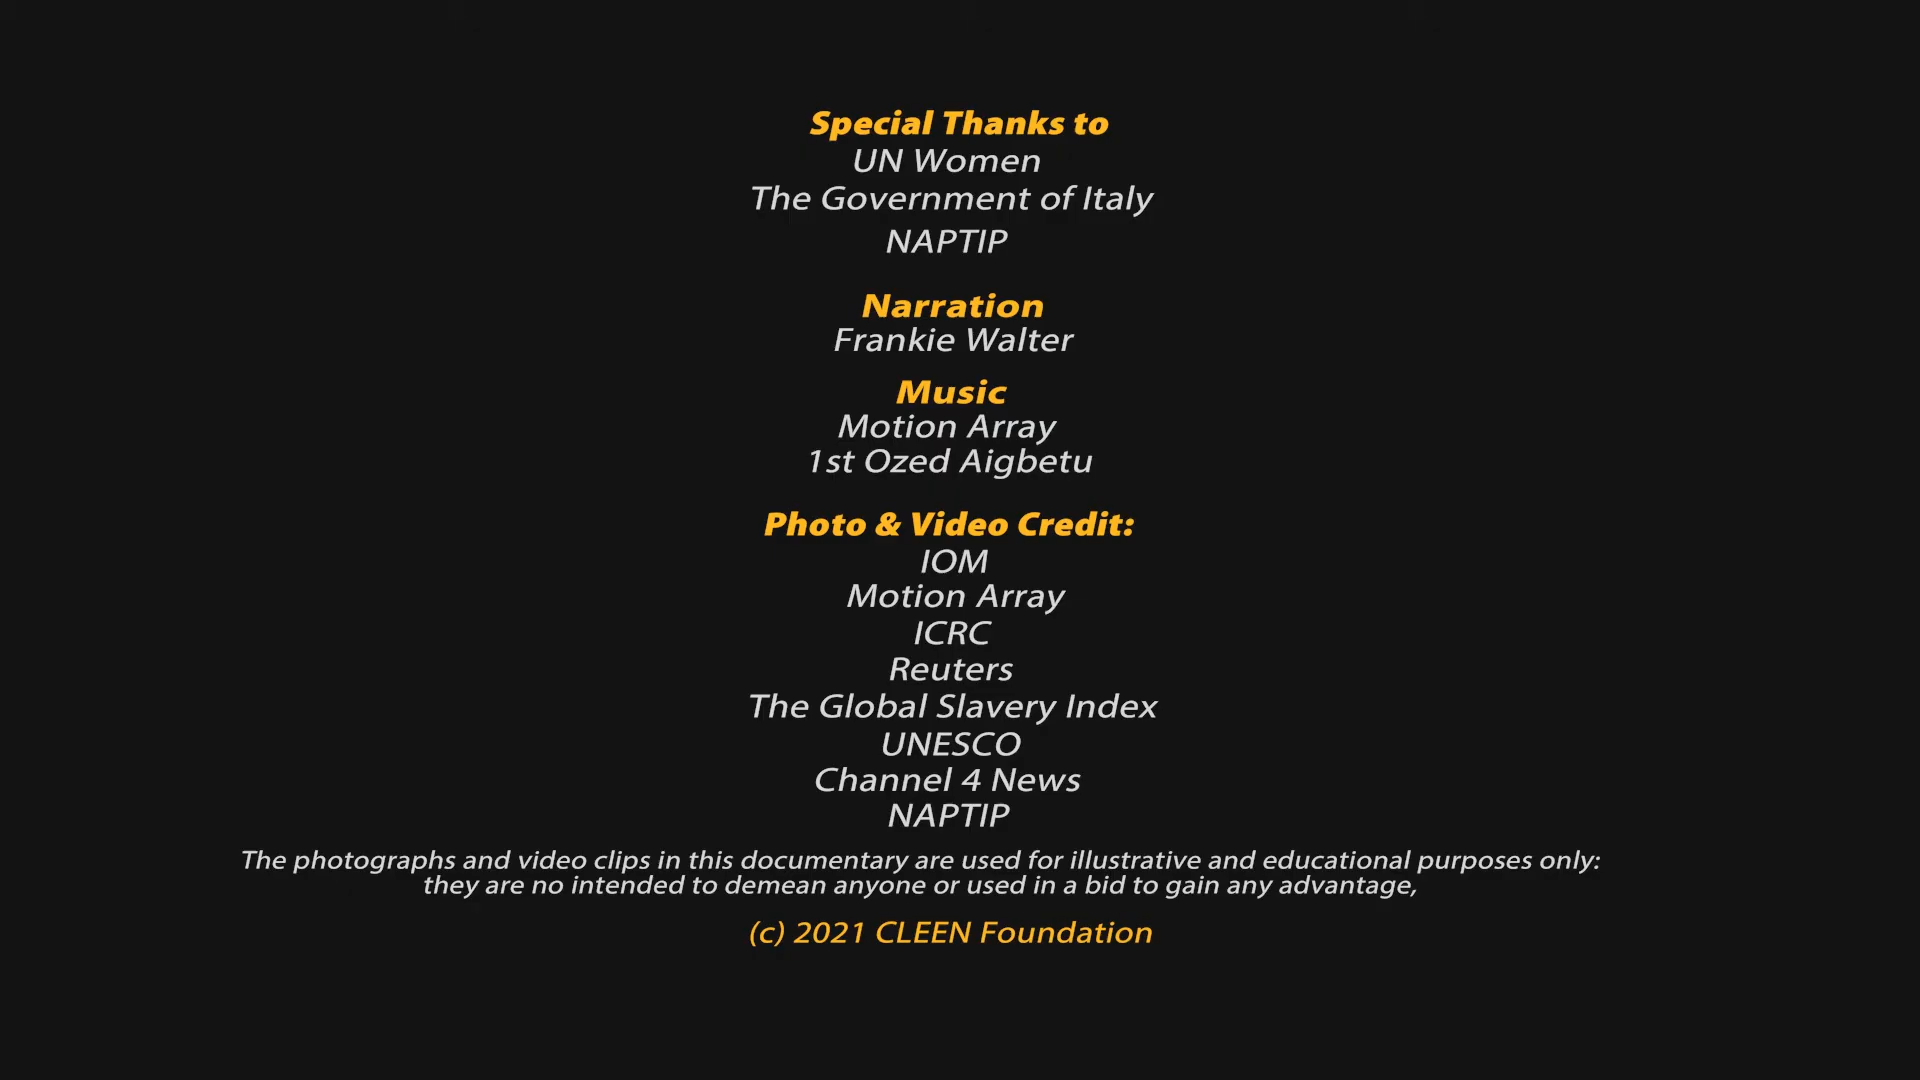 Special Thanks to
UN Women
The Government of Italy
NAPTIP
Narration
Frankie Walter
Music
Motion Array
1st Ozed Aigbetu
Photo & Video Credit:
IOM
Motion Array
ICRC
Reuters
The Global Slavery Index
UNESCO
Channel 4 News
NAPTIP
The photographs and video clips in this documentary are used for illustrative and educational purposes only:
they are no intended to demean anyone or used in a bid to gain any advantage,
(c) 2021 CLEEN Foundation